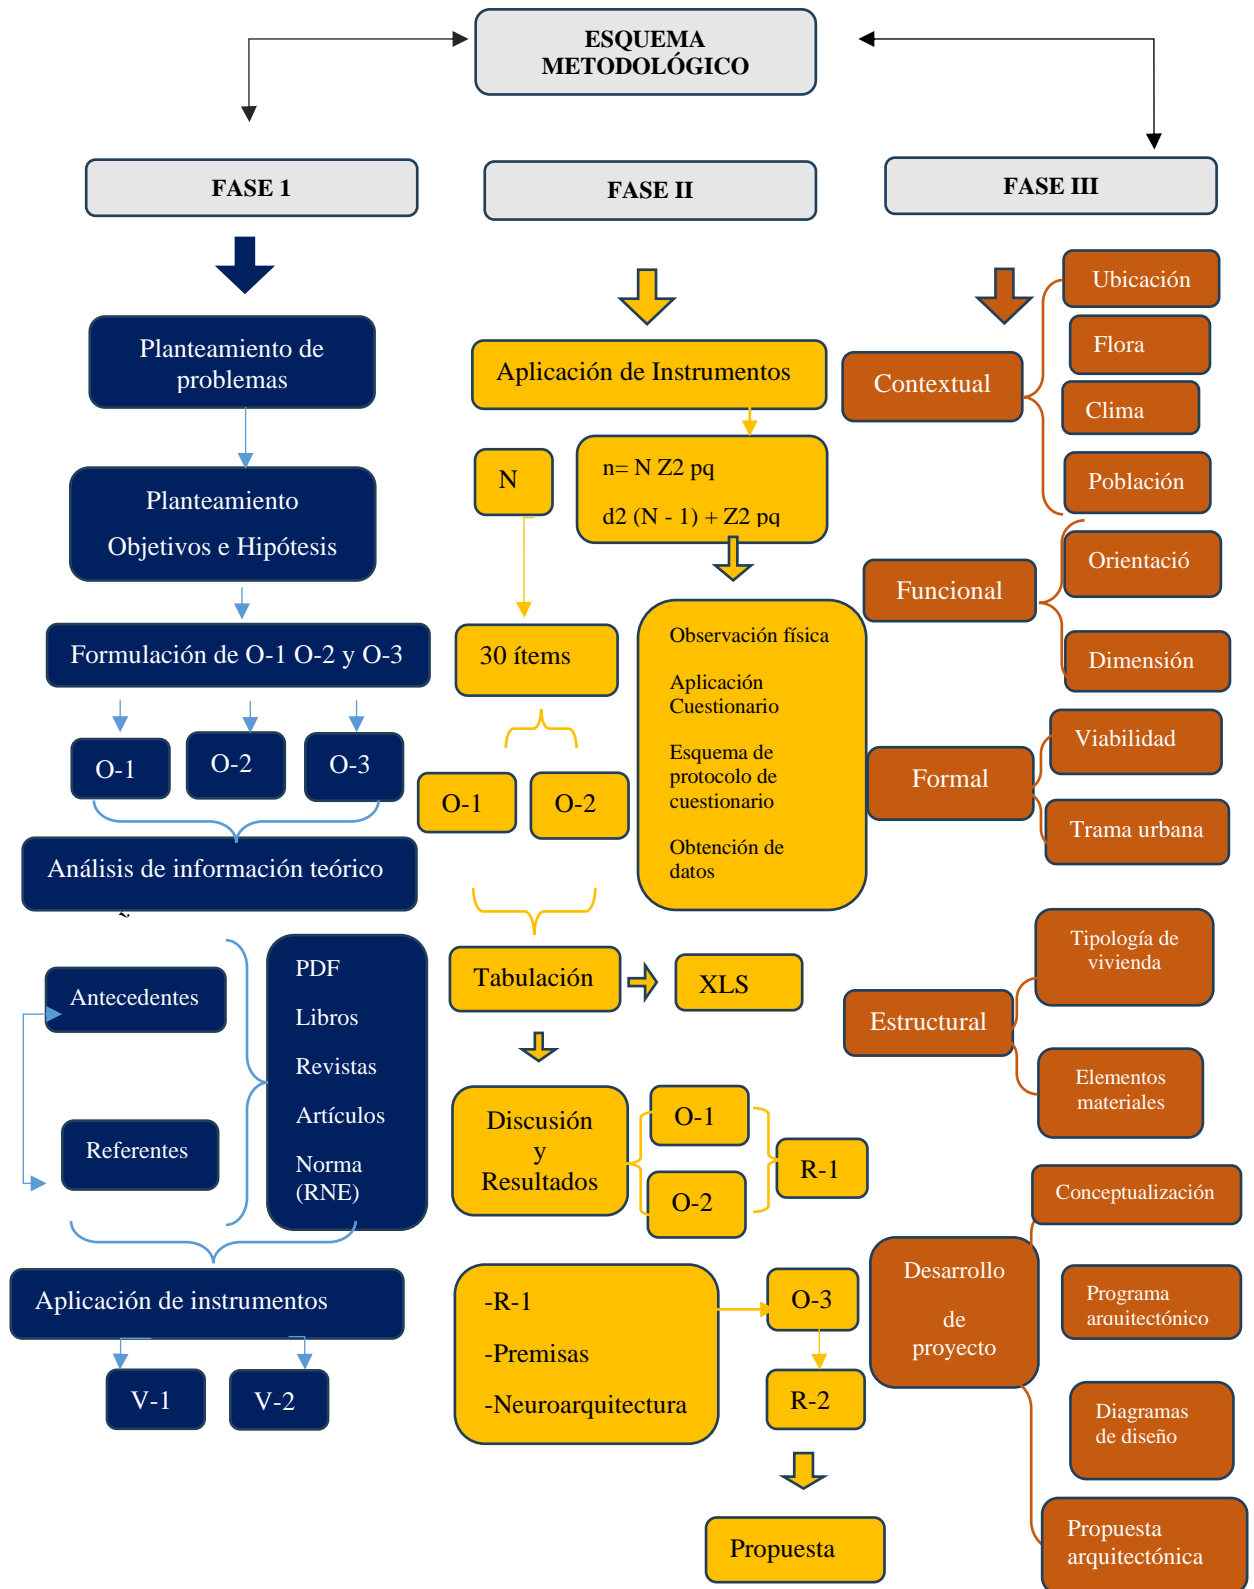 ESQUEMA
METODOLÓGICO
FASE 1
Planteamiento de
problemas
Planteamiento
Objetivos e Hipótesis
Formulación de O-1 O-2 y O-3
O-1
O-2
O-3
Análisis de información teórico
Antecedentes
Referentes
PDF
Libros
Revistas
Artículos
Norma
(RNE)
Aplicación de instrumentos
V-1
V-2
FASE II
Aplicación de Instrumentos
N
n= N Z2 pq
d2 (N - 1) + Z2 pq
30 ítems
O-1
O-2
Observación física
Aplicación
Cuestionario
Esquema de
protocolo de
cuestionario
Obtención de
datos
Tabulación
XLS
Discusión
y
Resultados
O-1
O-2
R-1
-R-1
-Premisas
-Neuroarquitectura
O-3
R-2
Propuesta
FASE III
Contextual
Ubicación
Flora
Clima
Población
Funcional
Orientació
Dimensión
Formal
Viabilidad
Trama urbana
Estructural
Tipología de
vivienda
Elementos
materiales
Desarrollo
de
proyecto
Conceptualización
Programa
arquitectónico
Diagramas
de diseño
Propuesta
arquitectónica